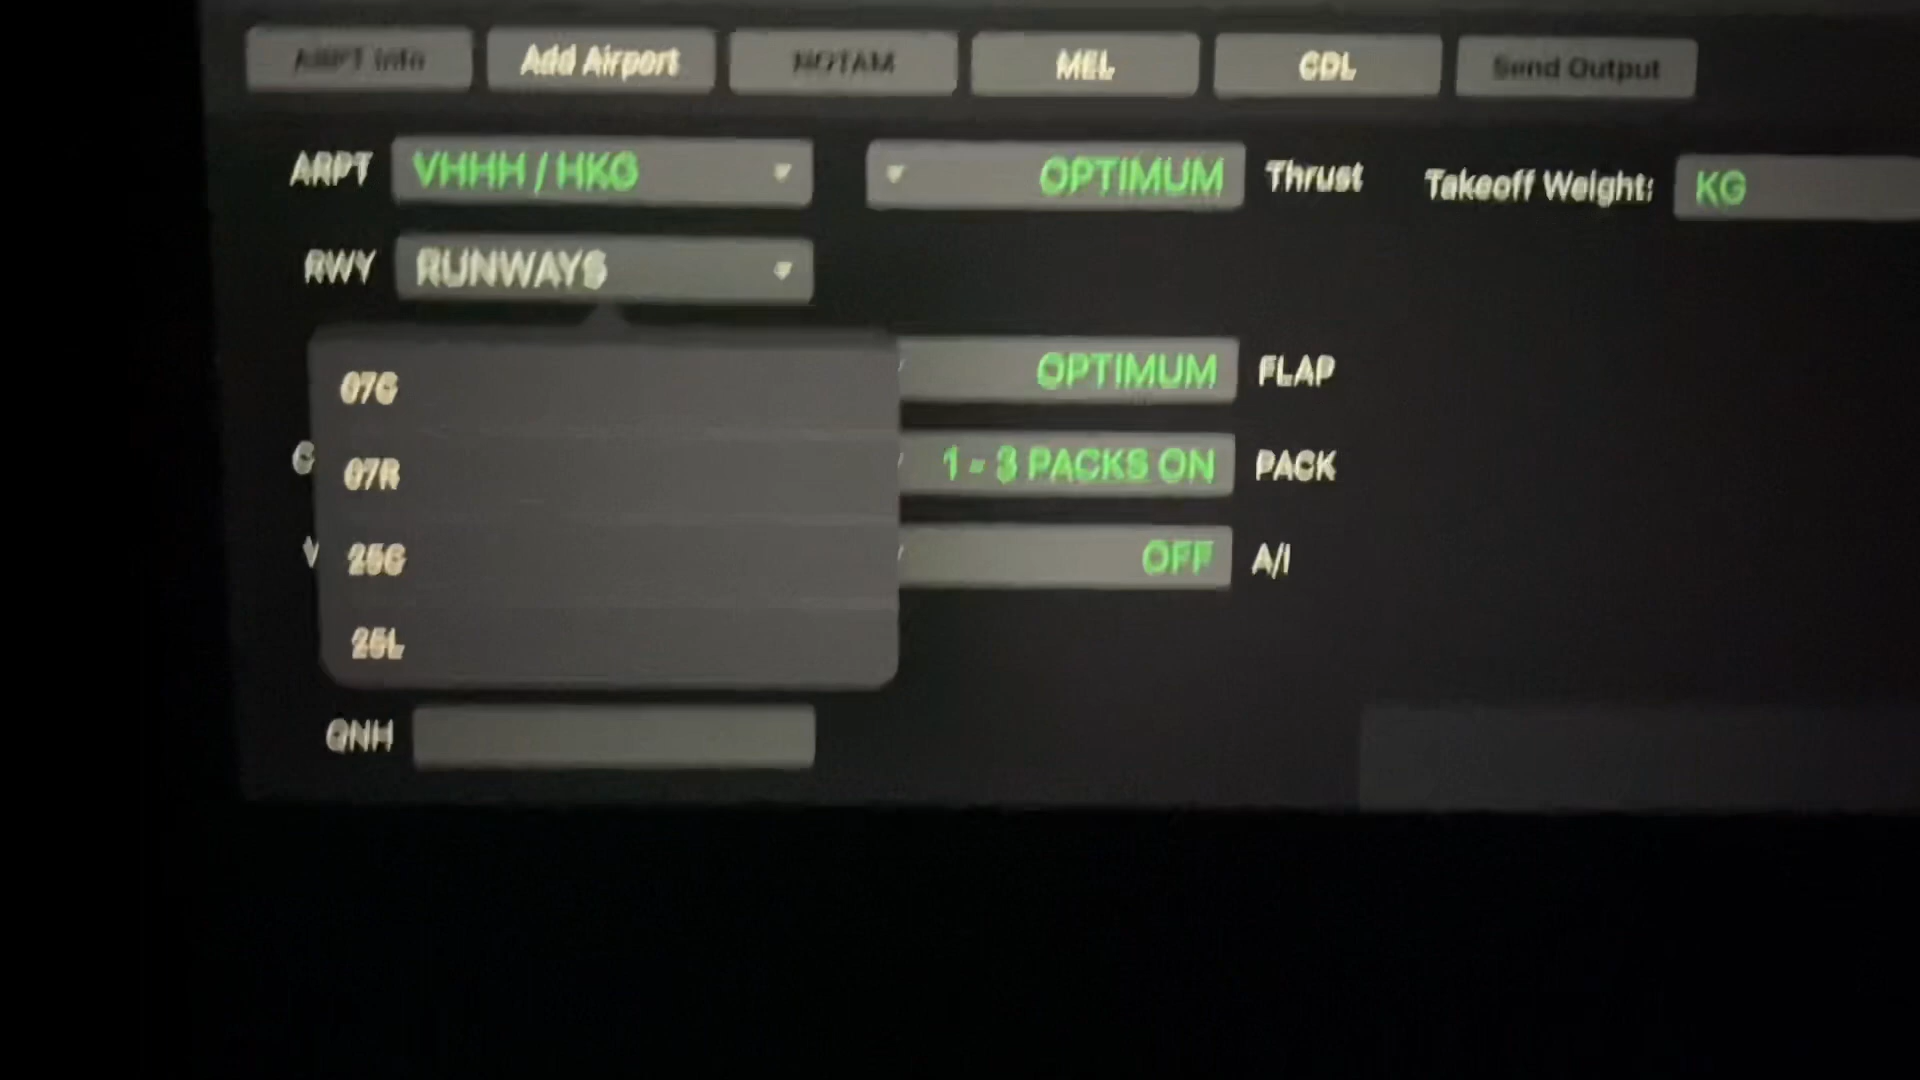 ARPT Info Add Airport NOTAM MEL CDL Send Output
ARPT VHHH / HKG OPTIMUM Thrust Takeoff Weight: KG
RWY RUNWAYS
07C
OPTIMUM FLAP
07R
1 - 3 PACKS ON PACK
25C
OFF A/I
25L
QNH